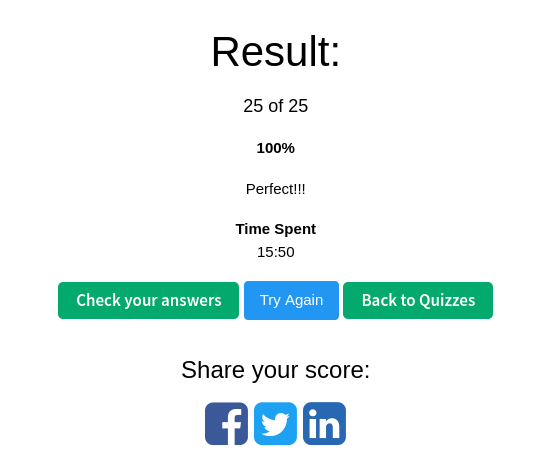 Result:
25 of 25
100%
Perfect!!!
Time Spent
15:50
Check your answers Try Again Back to Quizzes
Share your score:
f in